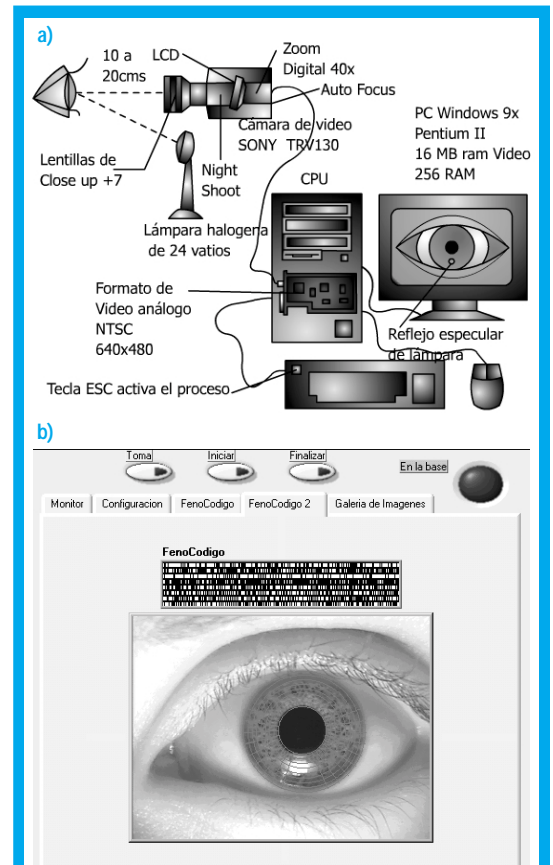 a)
10 a
20cms
LCD
Zoom
Digital 40x
Auto Focus
Cámara de video
SONY TRV130
Lentillas de
Close up +7
Night
Shoot
Lámpara halogena
de 24 vatios
CPU
PC Windows 9x
Pentium II
16 MB ram Video
256 RAM
Formato de
Video análogo
NTSC
640x480
Reflejo especular
de lámpara
Tecla ESC activa el proceso
b)
Toma
Iniciar
Finalizar
En la base
Monitor
Configuracion
FenoCodigo
FenoCodigo 2
Galeria de Imagenes
FenoCodigo